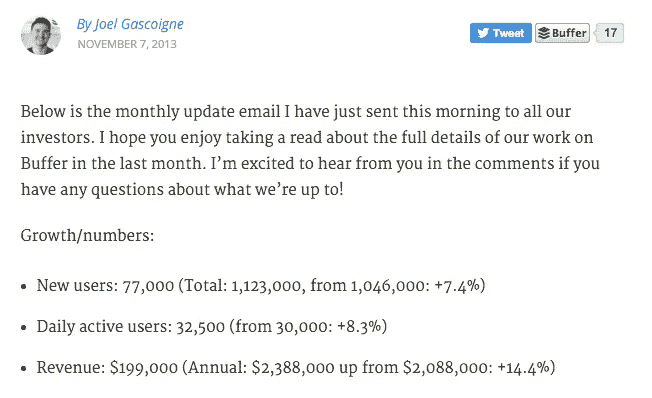 By Joel Gascoigne
NOVEMBER 7, 2013
Tweet
Buffer
17
Below is the monthly update email I have just sent this morning to all our
investors. I hope you enjoy taking a read about the full details of our work on
Buffer in the last month. I’m excited to hear from you in the comments if you
have any questions about what we’re up to!
Growth/numbers:
• New users: 77,000 (Total: 1,123,000, from 1,046,000: +7.4%)
• Daily active users: 32,500 (from 30,000: +8.3%)
• Revenue: $199,000 (Annual: $2,388,000 up from $2,088,000: +14.4%)